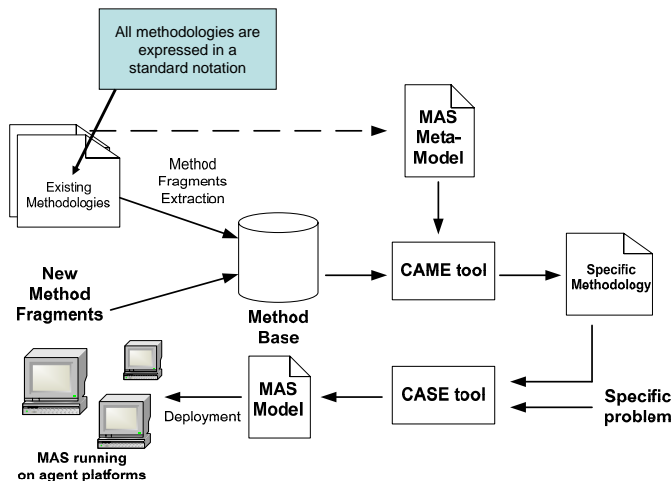 All methodologies are
expressed in a
standard notation
MAS
Meta-
Model
Existing
Methodologies
Method
Fragments
Extraction
New
Method
Fragments
Method
Base
CAME tool
Specific
Methodology
MAS
Model
CASE tool
Specific
problem
Deployment
MAS running
on agent platforms